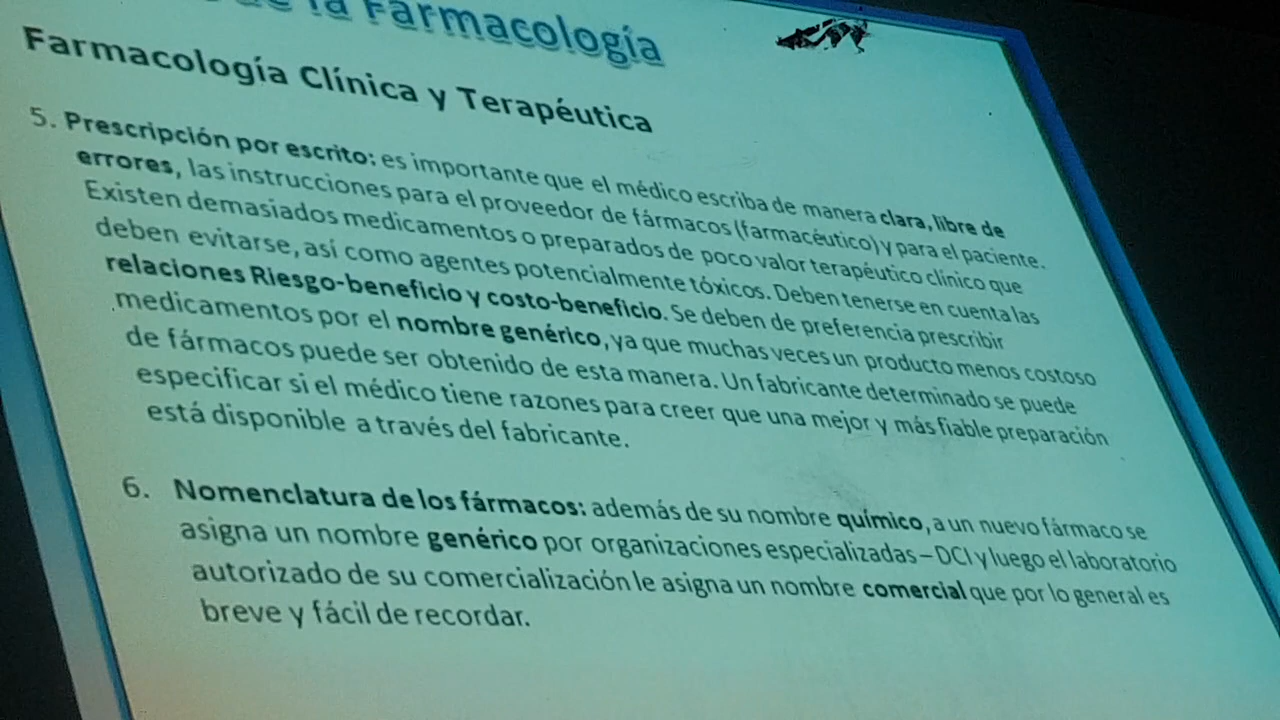 de la Farmacología
Farmacología Clínica y Terapéutica
5. Prescripción por escrito: es importante que el médico escriba de manera clara, libre de
errores, las instrucciones para el proveedor de fármacos (farmacéutico) y para el paciente.
Existen demasiados medicamentos o preparados de poco valor terapéutico clínico que
deben evitarse, así como agentes potencialmente tóxicos. Deben tenerse en cuenta las
relaciones Riesgo-beneficio y costo-beneficio. Se deben de preferencia prescribir
medicamentos por el nombre genérico, ya que muchas veces un producto menos costoso
de fármacos puede ser obtenido de esta manera. Un fabricante determinado se puede
especificar si el médico tiene razones para creer que una mejor y más fiable preparación
está disponible a través del fabricante.
6. Nomenclatura de los fármacos: además de su nombre químico, a un nuevo fármaco se
asigna un nombre genérico por organizaciones especializadas – DCI y luego el laboratorio
autorizado de su comercialización le asigna un nombre comercial que por lo general es
breve y fácil de recordar.